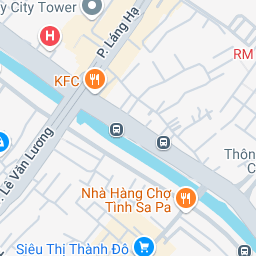 y City Tower
P. Láng Hạ
H
RM
KFC
Lê Văn Lương
Thôn
C
Nhà Hàng Chợ
Tình Sa Pa
Siêu Thị Thành Đô